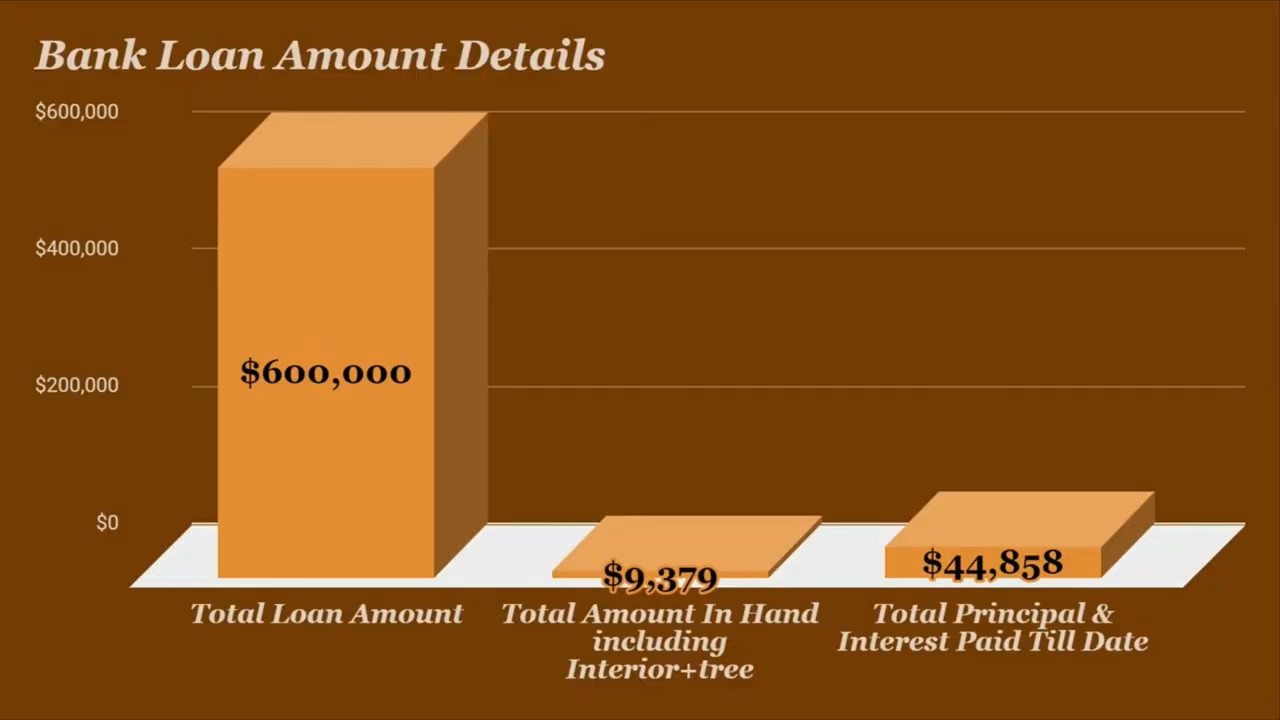 Bank Loan Amount Details
$600,000
$400,000
$200,000
$0
$600,000
$9,379
$44,858
Total Loan Amount
Total Amount In Hand
including
Interior+tree
Total Principal &
Interest Paid Till Date